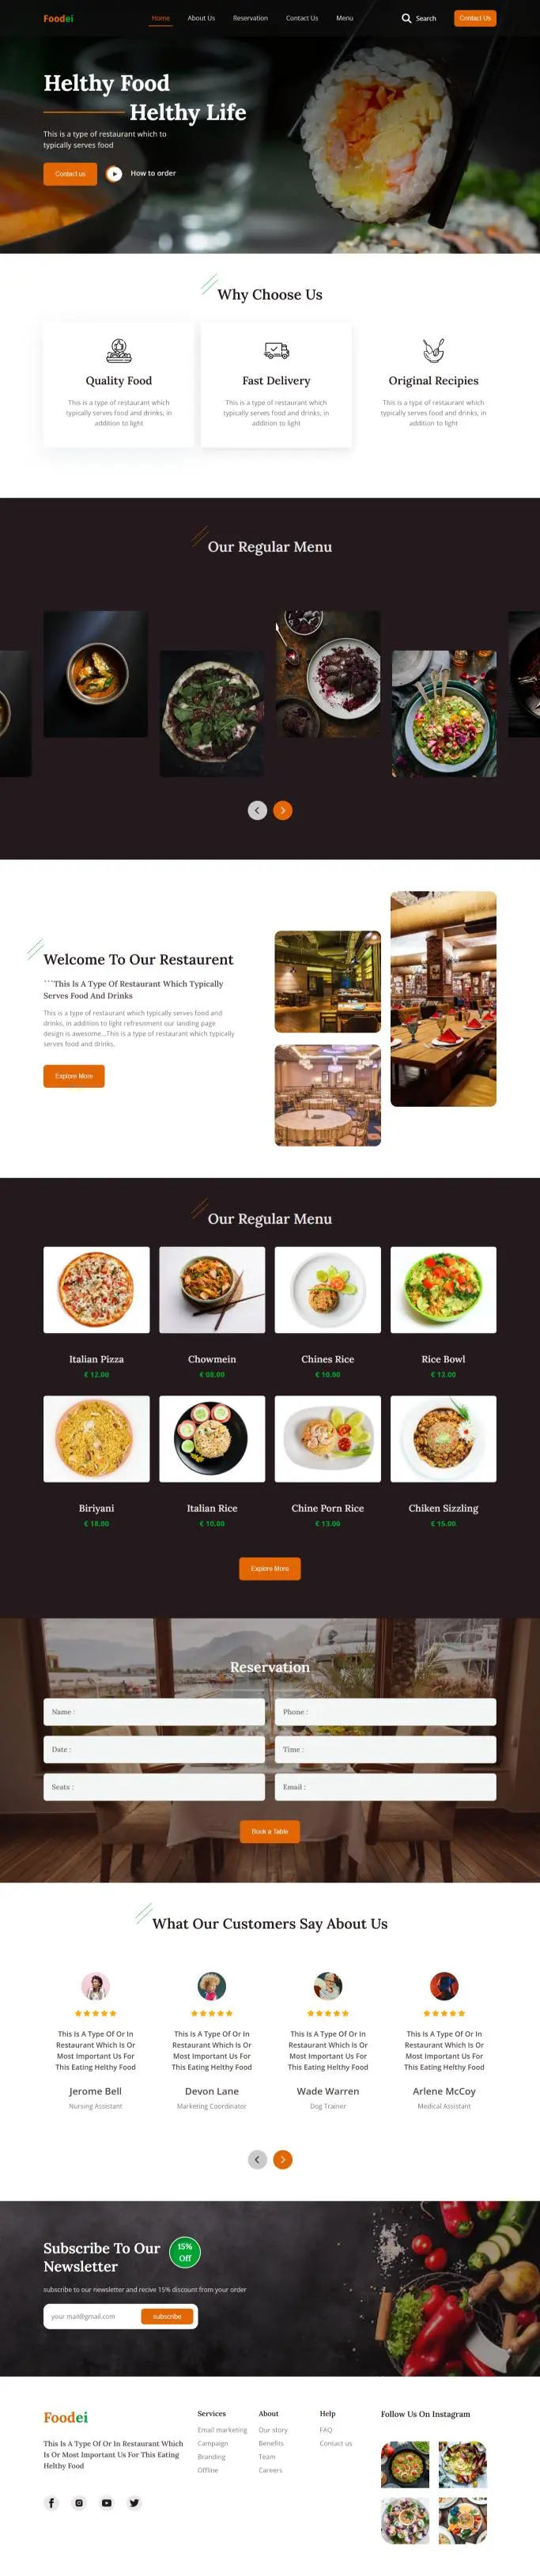 Foodei
Home About Us Reservation Contact Us Menu Search Contact Us
Helthy Food
Helthy Life
This is a type of restaurant which to
typically serves food
Contact us How to order
Why Choose Us
Quality Food
This is a type of restaurant which
typically serves food and drinks, in
addition to light
Fast Delivery
This is a type of restaurant which
typically serves food and drinks, in
addition to light
Original Recipies
This is a type of restaurant which
typically serves food and drinks, in
addition to light
Our Regular Menu
Welcome To Our Restaurent
```This Is A Type Of Restaurant Which Typically
Serves Food And Drinks
This is a type of restaurant which typically serves food and
drinks, in addition to light refresnment our landing page
design is awesome...This is a type of restaurant which typically
serves food and drinks,
Explore More
Our Regular Menu
Italian Pizza
€ 12.00
Chowmein
€ 08.00
Chines Rice
€ 10.00
Rice Bowl
€ 12.00
Biriyani
€ 18.00
Italian Rice
€ 10.00
Chine Porn Rice
€ 13.00
Chiken Sizzling
€ 15.00
Explore More
Reservation
Name :
Phone :
Date :
Time :
Seats :
Email :
Book a Table
What Our Customers Say About Us
This Is A Type Of Or In
Restaurant Which Is Or
Most Important Us For
This Eating Helthy Food
Jerome Bell
Nursing Assistant
This Is A Type Of Or In
Restaurant Which Is Or
Most Important Us For
This Eating Helthy Food
Devon Lane
Marketing Coordinator
This Is A Type Of Or In
Restaurant Which Is Or
Most Important Us For
This Eating Helthy Food
Wade Warren
Dog Trainer
This Is A Type Of Or In
Restaurant Which Is Or
Most Important Us For
This Eating Helthy Food
Arlene McCoy
Medical Assistant
Subscribe To Our
Newsletter
15%
Off
subscribe to our newsletter and recive 15% discount from your order
your mail@gmail.com subscribe
Foodei
This Is A Type Of Or In Restaurant Which
Is Or Most Important Us For This Eating
Helthy Food
Services
Email marketing
Campaign
Branding
Offline
About
Our story
Benefits
Team
Careers
Help
FAQ
Contact us
Follow Us On Instagram